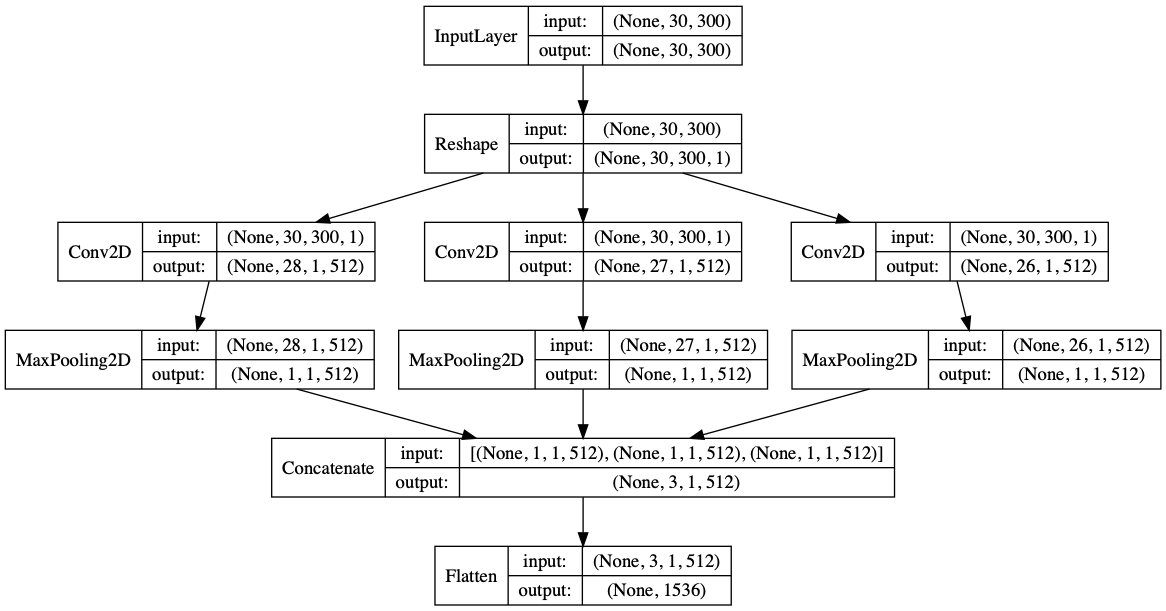 InputLayer
input: (None, 30, 300)
output: (None, 30, 300)
Reshape
input: (None, 30, 300)
output: (None, 30, 300, 1)
Conv2D
input: (None, 30, 300, 1)
output: (None, 28, 1, 512)
Conv2D
input: (None, 30, 300, 1)
output: (None, 27, 1, 512)
Conv2D
input: (None, 30, 300, 1)
output: (None, 26, 1, 512)
MaxPooling2D
input: (None, 28, 1, 512)
output: (None, 1, 1, 512)
MaxPooling2D
input: (None, 27, 1, 512)
output: (None, 1, 1, 512)
MaxPooling2D
input: (None, 26, 1, 512)
output: (None, 1, 1, 512)
Concatenate
input: [(None, 1, 1, 512), (None, 1, 1, 512), (None, 1, 1, 512)]
output: (None, 3, 1, 512)
Flatten
input: (None, 3, 1, 512)
output: (None, 1536)